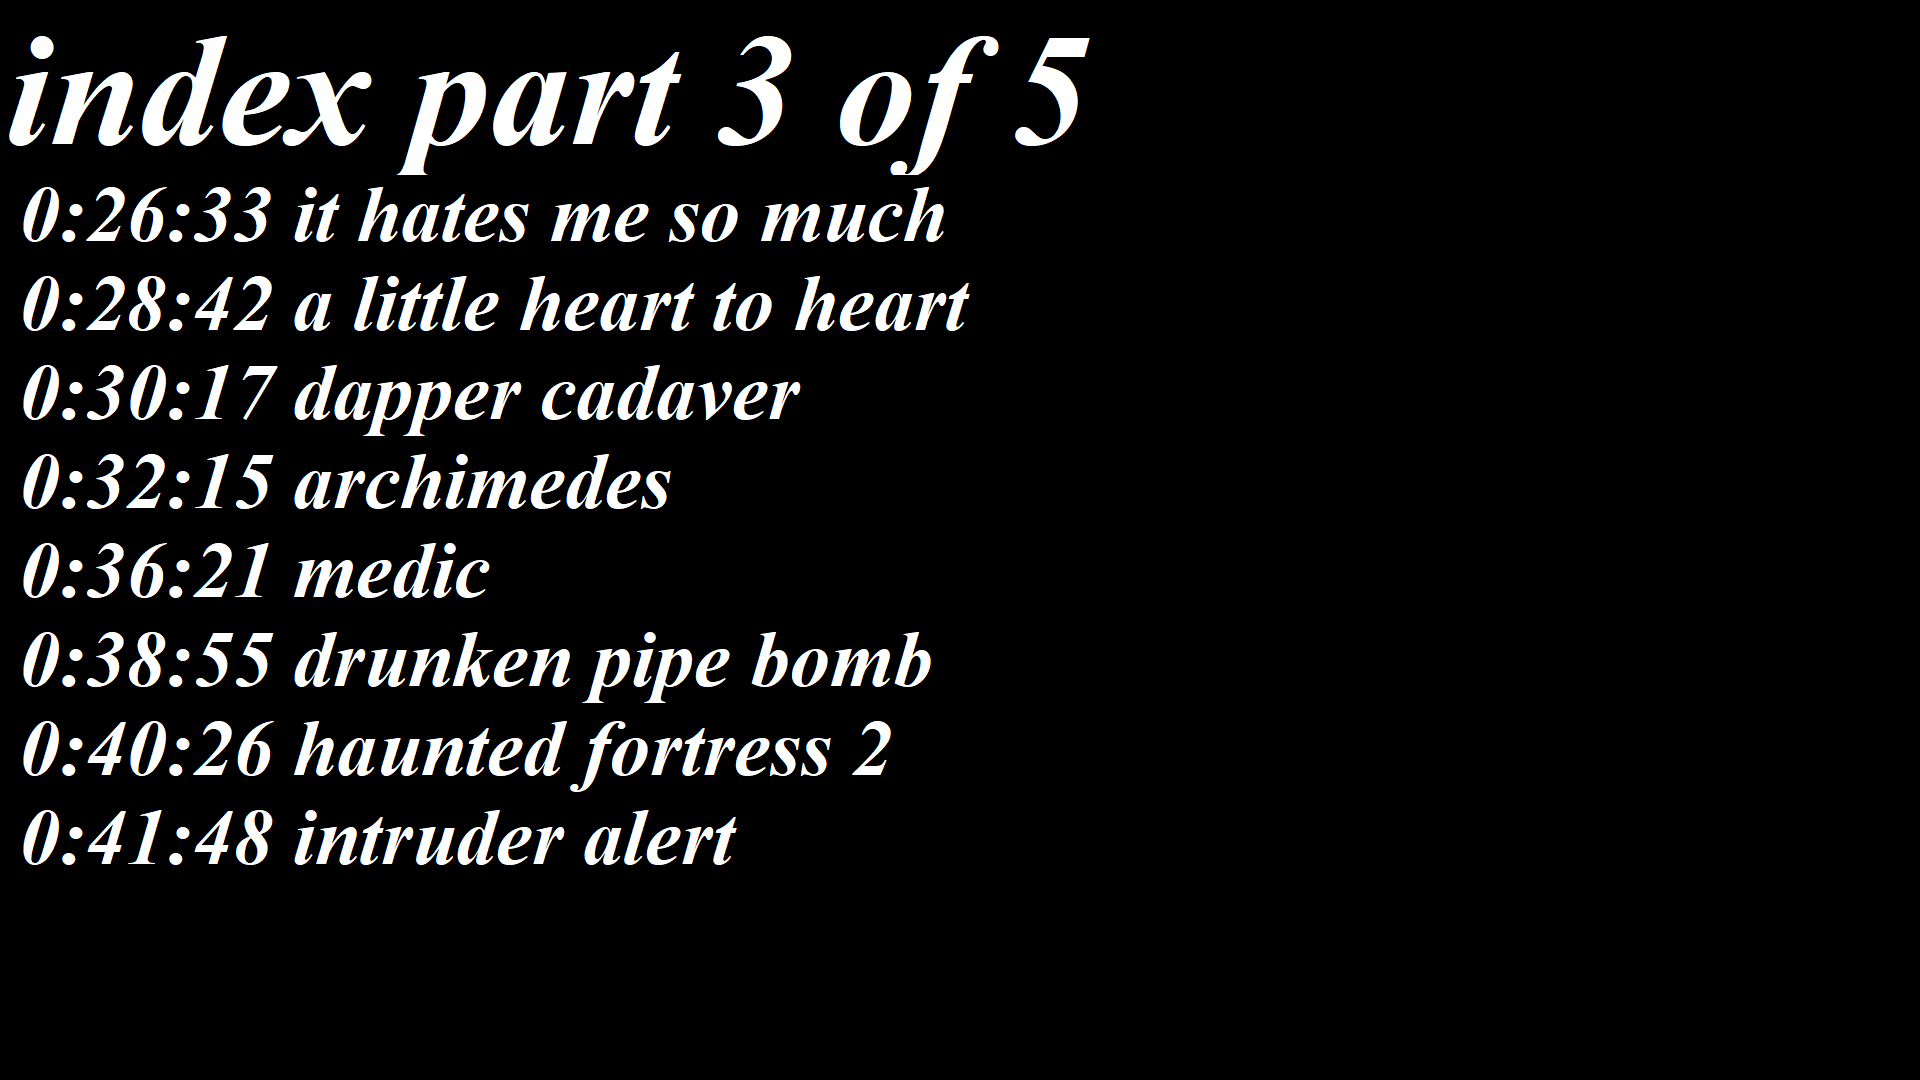 index part 3 of 5
0:26:33 it hates me so much
0:28:42 a little heart to heart
0:30:17 dapper cadaver
0:32:15 archimedes
0:36:21 medic
0:38:55 drunken pipe bomb
0:40:26 haunted fortress 2
0:41:48 intruder alert